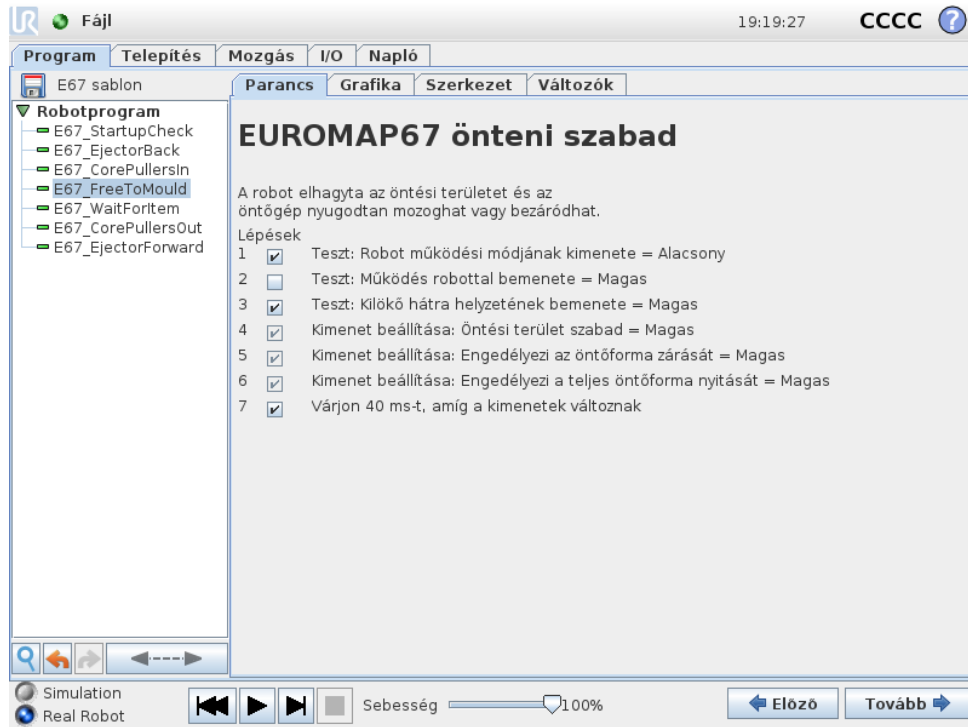 UR Fájl 19:19:27 CCCC ?
Program Telepítés Mozgás I/O Napló
E67 sablon
Parancs Grafika Szerkezet Változók
Robotprogram
E67_StartupCheck
E67_EjectorBack
E67_CorePullersIn
E67_FreeToMould
E67_WaitForItem
E67_CorePullersOut
E67_EjectorForward
EUROMAP67 önteni szabad
A robot elhagyta az öntési területet és az
öntőgép nyugodtan mozoghat vagy bezáródhat.
Lépések
1 Teszt: Robot működési módjának kimenete = Alacsony
2 Teszt: Működés robottal bemenete = Magas
3 Teszt: Kilökő hátra helyzetének bemenete = Magas
4 Kimenet beállítása: Öntési terület szabad = Magas
5 Kimenet beállítása: Engedélyezi az öntőforma zárását = Magas
6 Kimenet beállítása: Engedélyezi a teljes öntőforma nyitását = Magas
7 Várjon 40 ms-t, amíg a kimenetek változnak
Simulation
Real Robot
Sebesség 100%
Előző Tovább